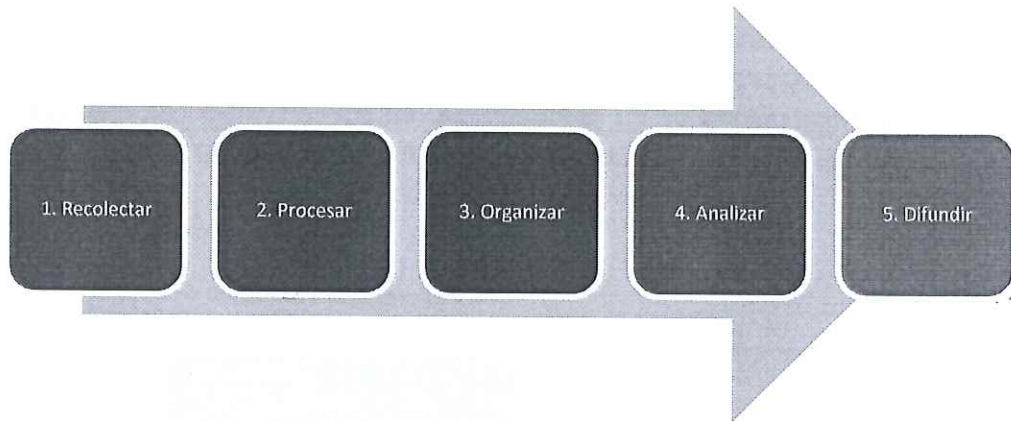 1. Recolectar
2. Procesar
3. Organizar
4. Analizar
5. Difundir